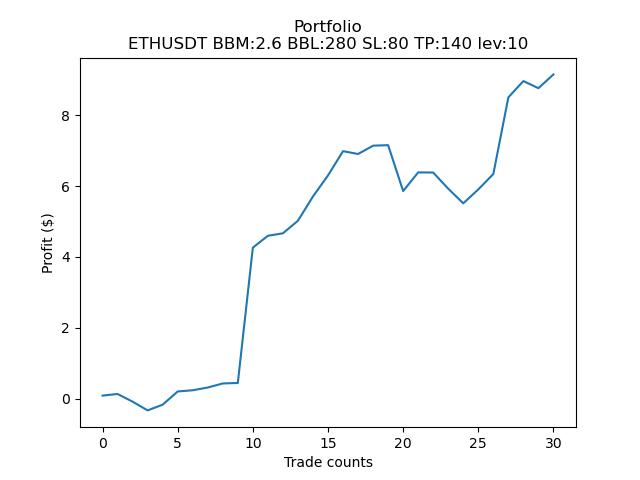 Portfolio
ETHUSDT BBM:2.6 BBL:280 SL:80 TP:140 lev:10
8
6
4
2
0
Profit ($)
0 5 10 15 20 25 30
Trade counts